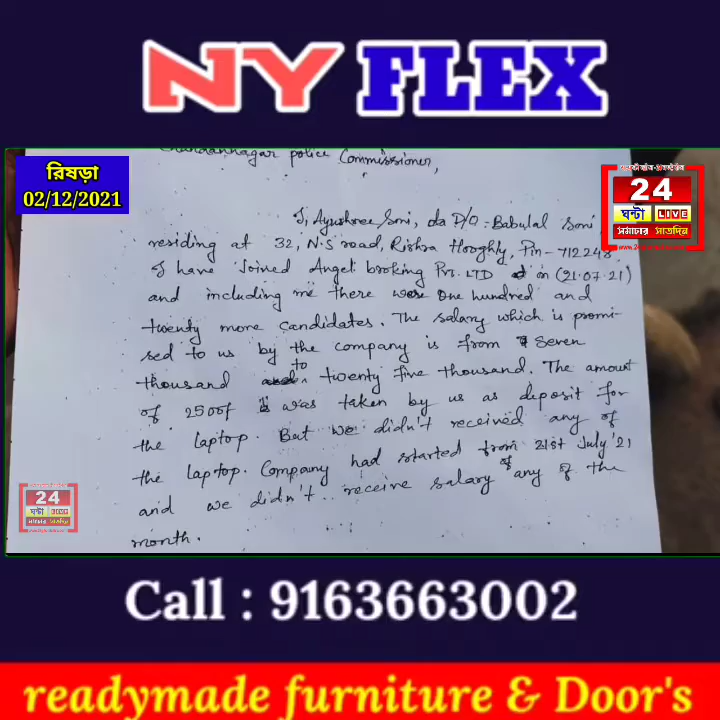 NY FLEX
রিষড়া
02/12/2021
24
ঘন্টা LIVE
সমাচার সাতদিন
Chandannagar police Commissioner,
I, Ayushree Soni, da D/O - Babulal Soni
residing at 32, N.S road, Rishra Hooghly, Pin - 712248.
I have Joined Angel broking Pvt. LTD on (21.07.21)
and including me there were One hundred and
twenty more candidates. The salary which is promi-
sed to us by the company is from Seven
thousand to twenty five thousand. The amount
of 2500 was taken by us as deposit for
the laptop. But we didn't received any of
the laptop. Company had started from 21st July '21
and we didn't receive salary of any of the
month.
24
ঘন্টা LIVE
সমাচার সাতদিন
Call : 9163663002
readymade furniture & Door's